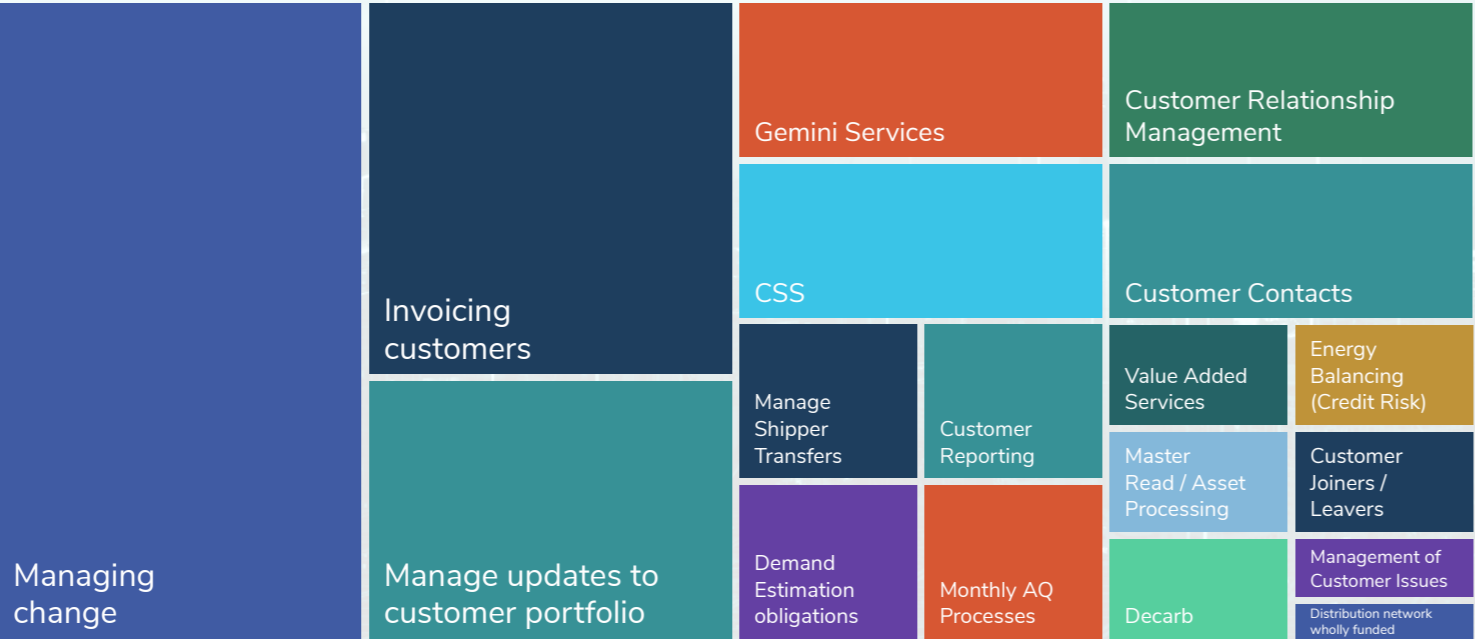 Managing
change
Invoicing
customers
Manage updates to
customer portfolio
Gemini Services
CSS
Manage
Shipper
Transfers
Customer
Reporting
Demand
Estimation
obligations
Monthly AQ
Processes
Customer Relationship
Management
Customer Contacts
Value Added
Services
Energy
Balancing
(Credit Risk)
Master
Read / Asset
Processing
Customer
Joiners /
Leavers
Decarb
Management of
Customer Issues
Distribution network
wholly funded